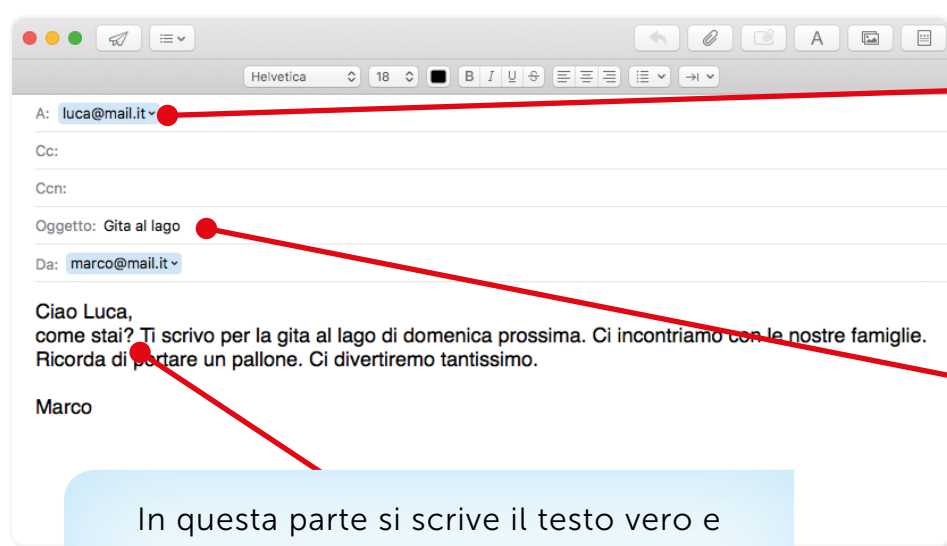 Helvetica 18 B I U S
A
A: luca@mail.it
Cc:
Ccn:
Oggetto: Gita al lago
Da: marco@mail.it
Ciao Luca,
come stai? Ti scrivo per la gita al lago di domenica prossima. Ci incontriamo con le nostre famiglie.
Ricorda di portare un pallone. Ci divertiremo tantissimo.
Marco
In questa parte si scrive il testo vero e